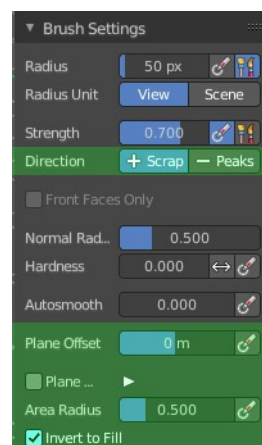 Brush Settings
Radius 50 px
Radius Unit View Scene
Strength 0.700
Direction + Scrap − Peaks
Front Faces Only
Normal Rad... 0.500
Hardness 0.000
Autosmooth 0.000
Plane Offset 0 m
Plane ...
Area Radius 0.500
Invert to Fill